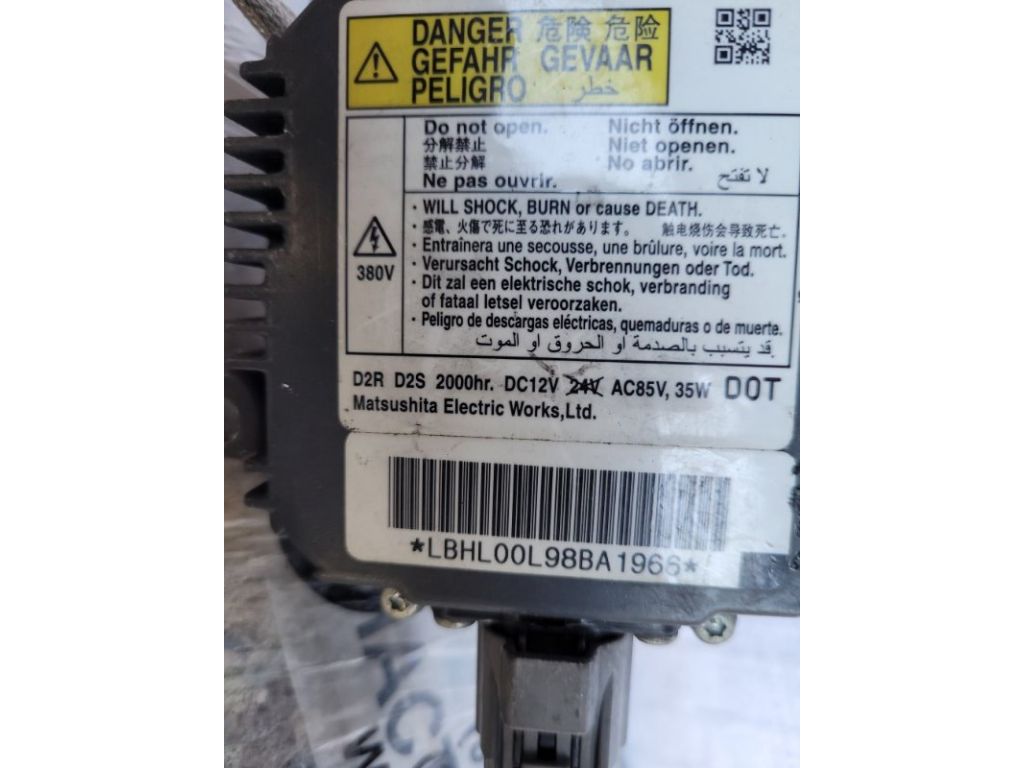 DANGER 危険 危险
GEFAHR GEVAAR
PELIGRO خطر
Do not open. Nicht öffnen.
分解禁止 Niet openen.
禁止分解 No abrir.
Ne pas ouvrir. لا تفتح
· WILL SHOCK, BURN or cause DEATH.
· 感電、火傷で死に至る恐れがあります。 触电烧伤会导致死亡.
· Entraînera une secousse, une brûlure, voire la mort.
380V
· Verursacht Schock, Verbrennungen oder Tod.
· Dit zal een elektrische schok, verbranding
of fataal letsel veroorzaken.
· Peligro de descargas eléctricas, quemaduras o de muerte.
قد يتسبب بالصدمة او الحروق او الموت
D2R D2S 2000hr. DC12V 24V AC85V, 35W DOT
Matsushita Electric Works,Ltd.
*LBHL00L98BA1966*